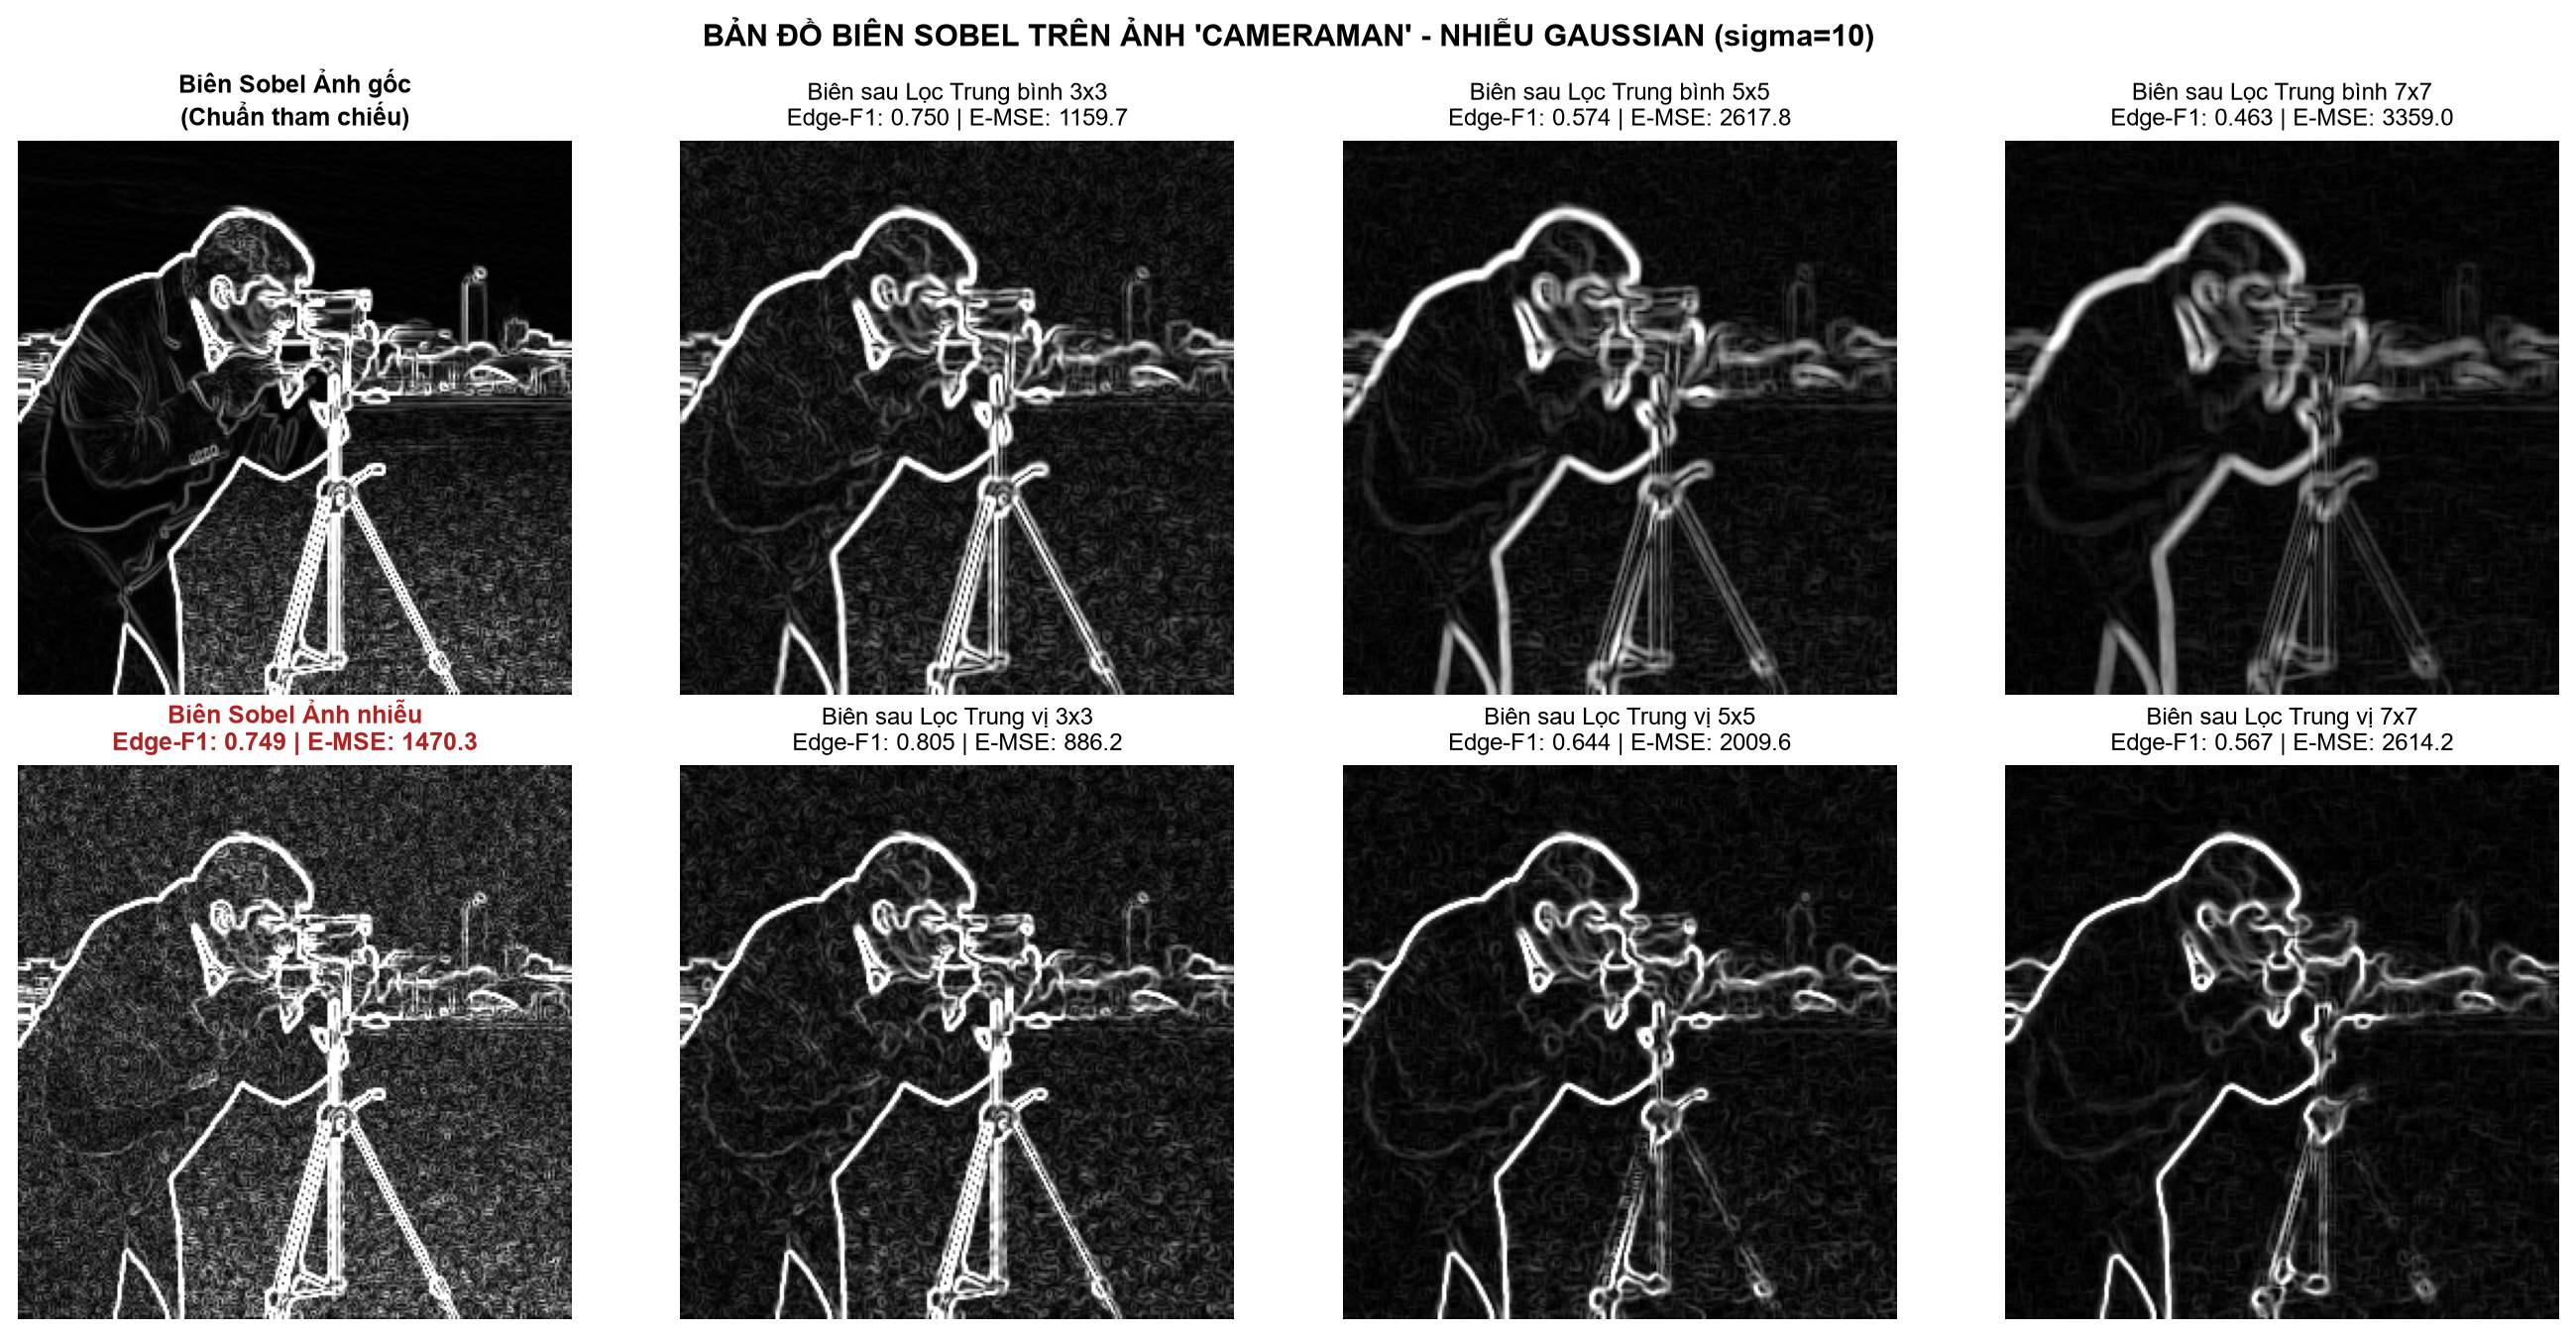 BẢN ĐỒ BIÊN SOBEL TRÊN ẢNH 'CAMERAMAN' - NHIỄU GAUSSIAN (sigma=10)
Biên Sobel Ảnh gốc
(Chuẩn tham chiếu)
Biên sau Lọc Trung bình 3x3
Edge-F1: 0.750 | E-MSE: 1159.7
Biên sau Lọc Trung bình 5x5
Edge-F1: 0.574 | E-MSE: 2617.8
Biên sau Lọc Trung bình 7x7
Edge-F1: 0.463 | E-MSE: 3359.0
Biên Sobel Ảnh nhiễu
Edge-F1: 0.749 | E-MSE: 1470.3
Biên sau Lọc Trung vị 3x3
Edge-F1: 0.805 | E-MSE: 886.2
Biên sau Lọc Trung vị 5x5
Edge-F1: 0.644 | E-MSE: 2009.6
Biên sau Lọc Trung vị 7x7
Edge-F1: 0.567 | E-MSE: 2614.2